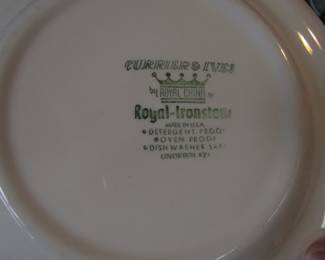 CURRIER & IVES
by ROYAL CHINA
Royal-Ironstone
MADE IN U.S.A.
•DETERGENT PROOF
•OVEN PROOF
•DISHWASHER SAFE